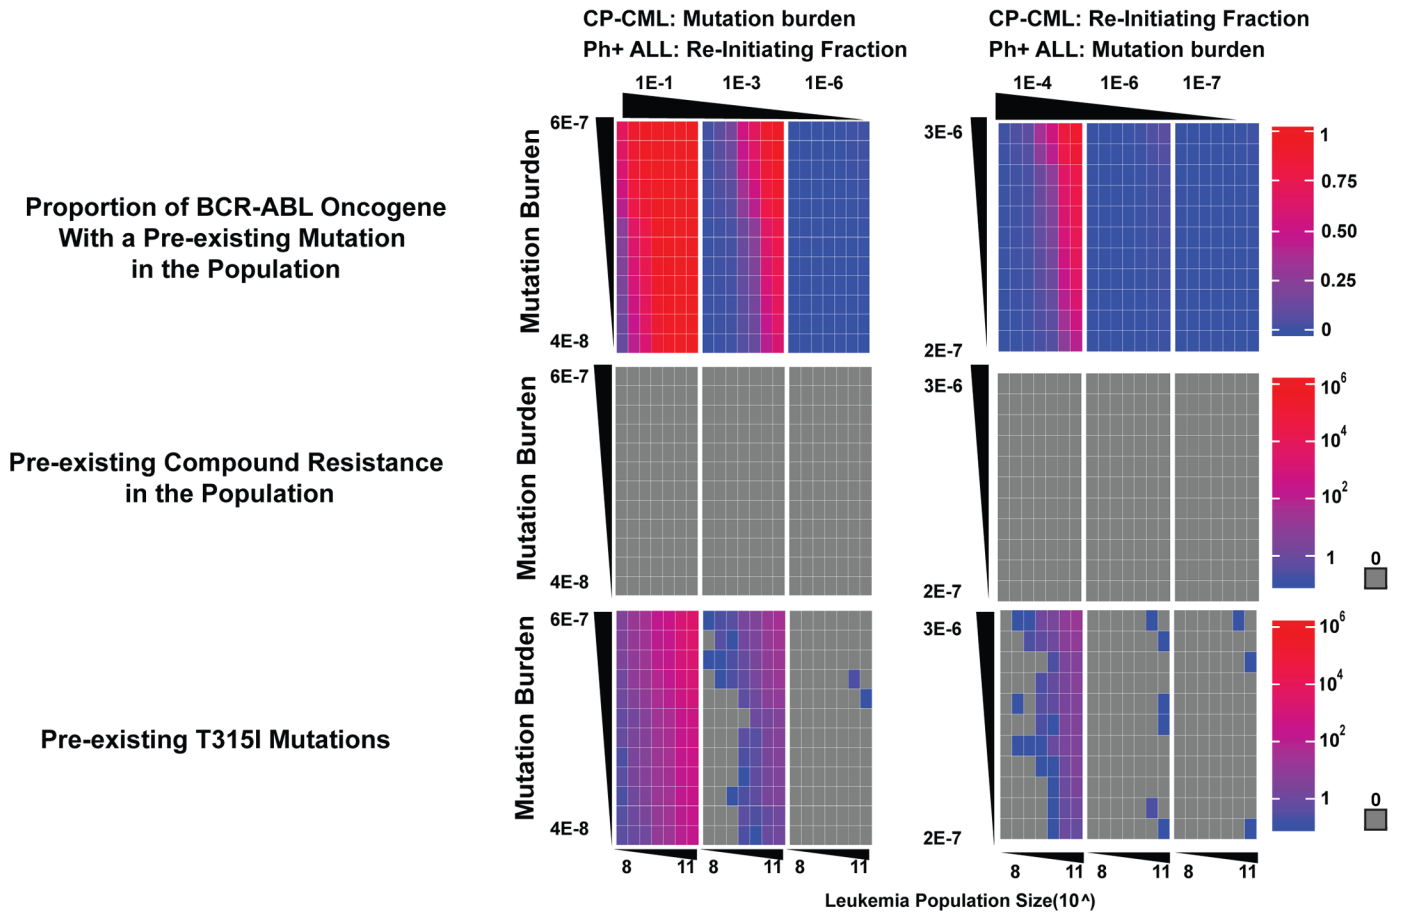 CP-CML: Mutation burden
Ph+ ALL: Re-Initiating Fraction
CP-CML: Re-Initiating Fraction
Ph+ ALL: Mutation burden
1E-1 1E-3 1E-6
1E-4 1E-6 1E-7
Proportion of BCR-ABL Oncogene
With a Pre-existing Mutation
in the Population
6E-7
Mutation Burden
4E-8
3E-6
2E-7
1
0.75
0.50
0.25
0
Pre-existing Compound Resistance
in the Population
6E-7
Mutation Burden
4E-8
3E-6
2E-7
10^6
10^4
10^2
1
0
Pre-existing T315I Mutations
6E-7
Mutation Burden
4E-8
3E-6
2E-7
10^6
10^4
10^2
1
0
8 11 8 11 8 11
8 11 8 11 8 11
Leukemia Population Size(10^)